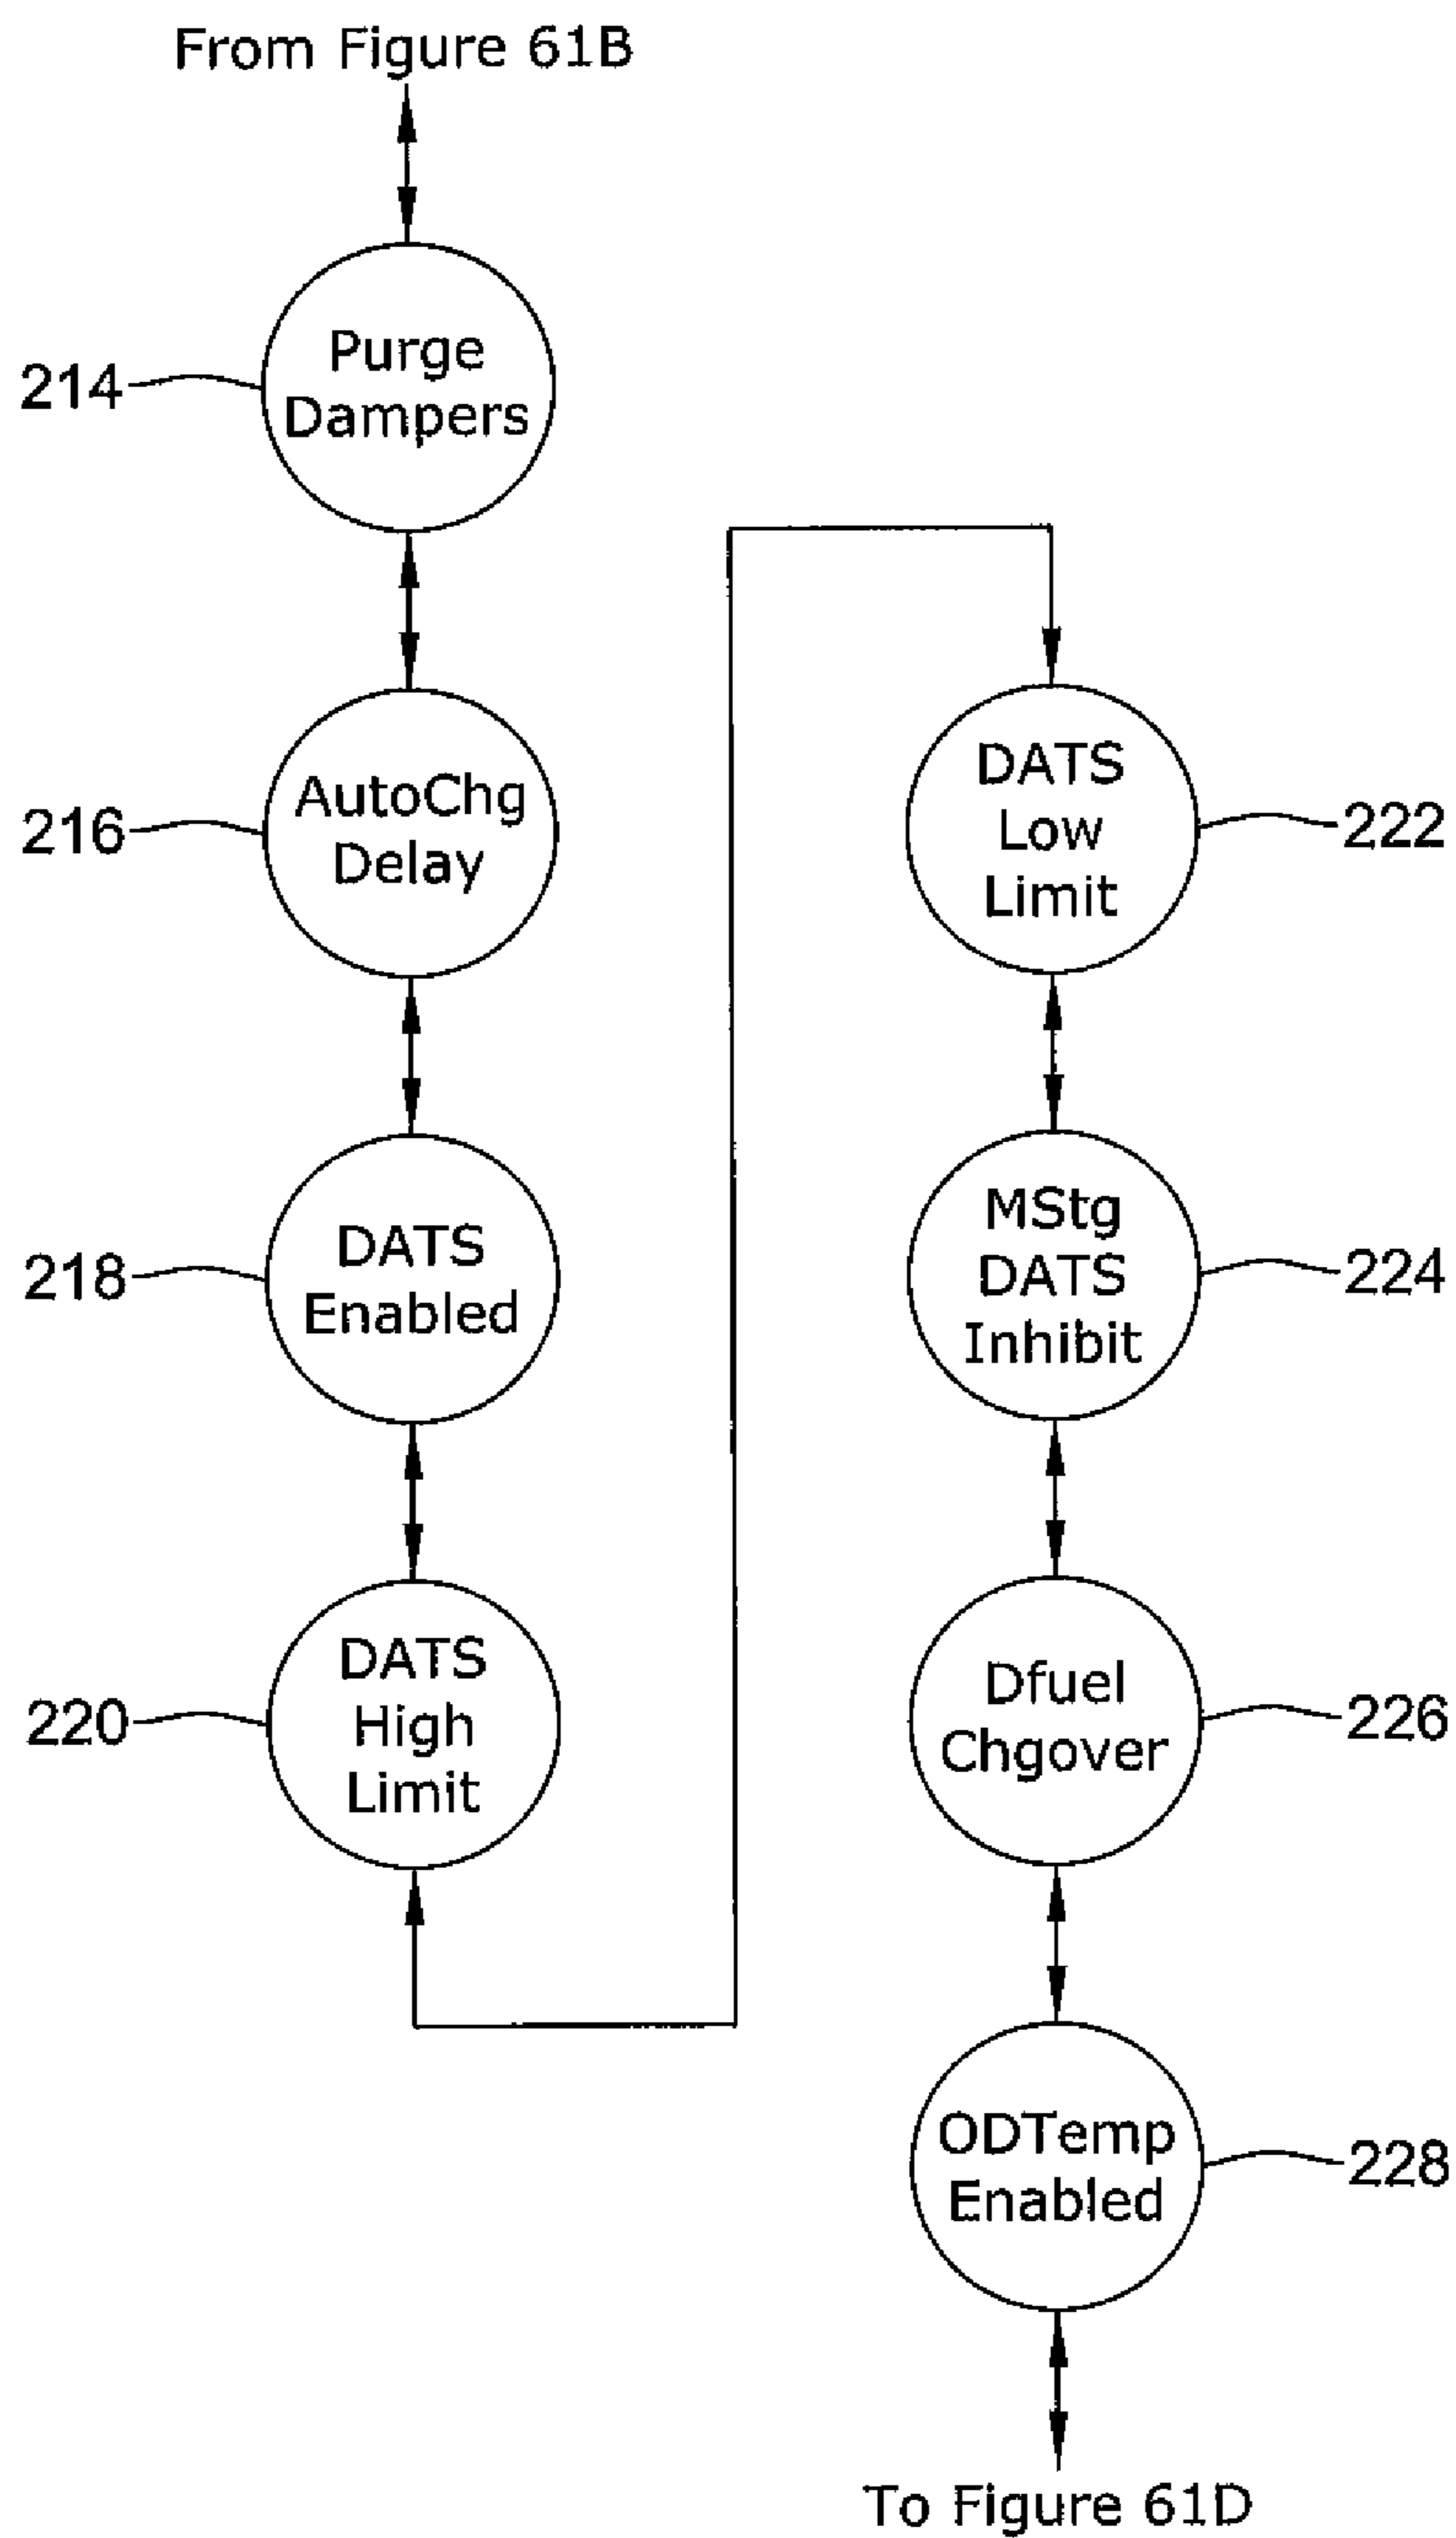 From Figure 61B
Purge
Dampers
214
AutoChg
Delay
216
DATS
Enabled
218
DATS
High
Limit
220
DATS
Low
Limit
222
MStg
DATS
Inhibit
224
Dfuel
Chgover
226
ODTemp
Enabled
228
To Figure 61D